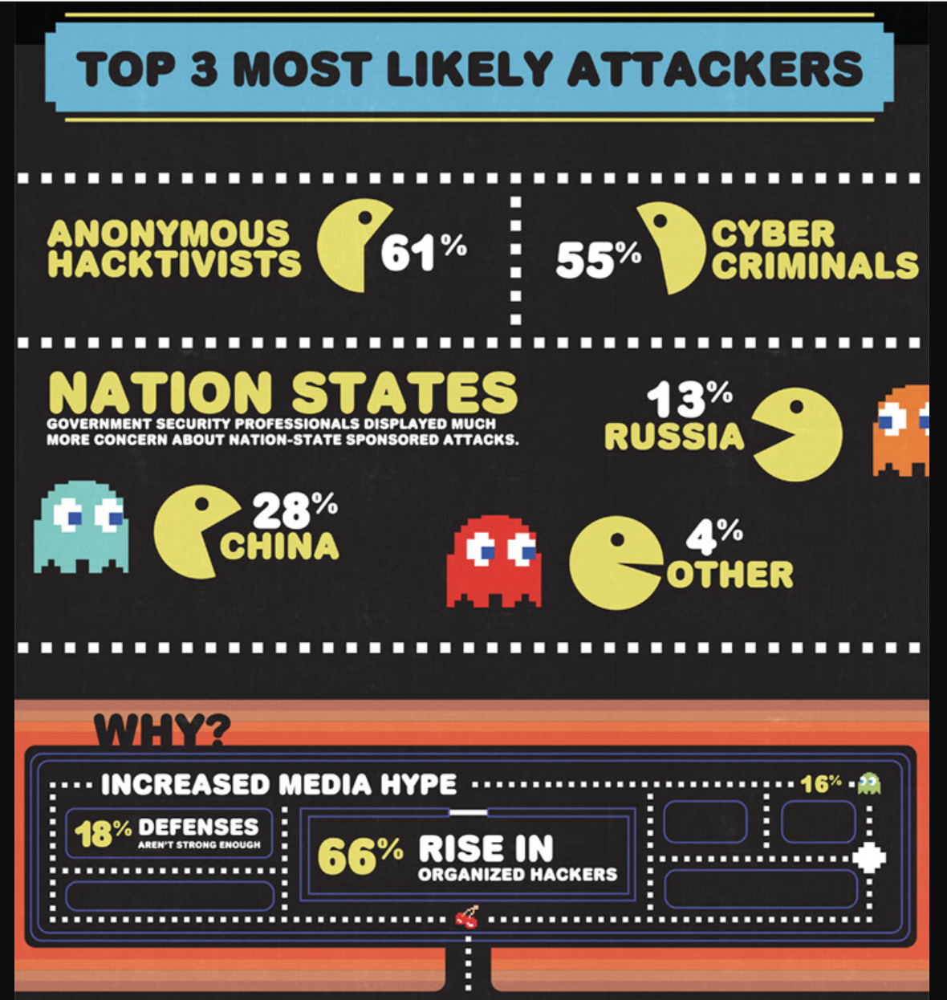 TOP 3 MOST LIKELY ATTACKERS
ANONYMOUS
HACKTIVISTS
61%
55%
CYBER
CRIMINALS
NATION STATES
GOVERNMENT SECURITY PROFESSIONALS DISPLAYED MUCH
MORE CONCERN ABOUT NATION-STATE SPONSORED ATTACKS.
13%
RUSSIA
28%
CHINA
4%
OTHER
WHY?
INCREASED MEDIA HYPE
16%
18% DEFENSES
AREN'T STRONG ENOUGH
66% RISE IN
ORGANIZED HACKERS